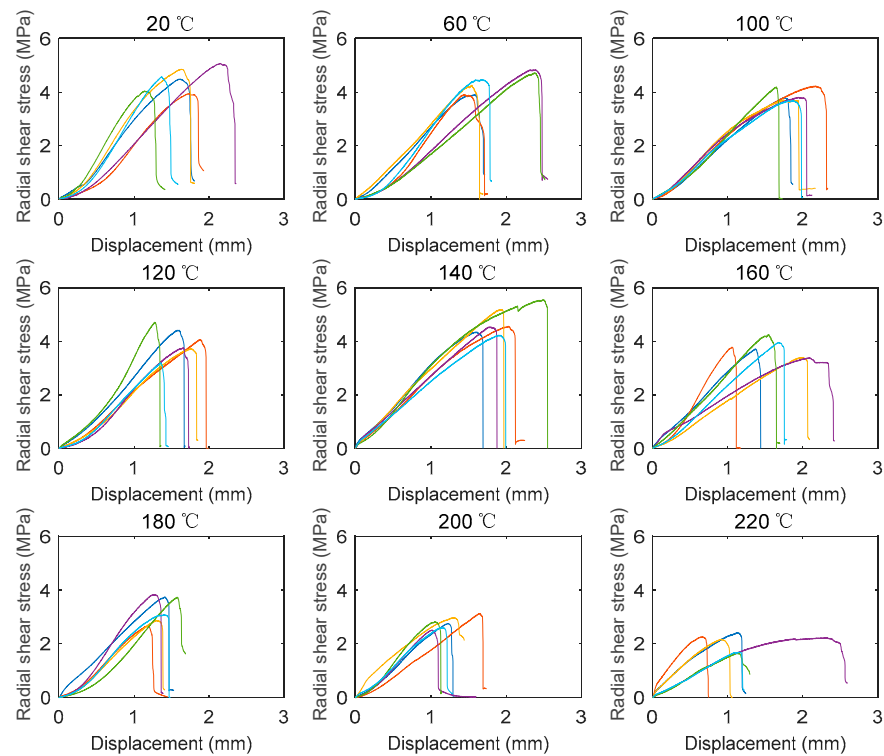 20 ℃
60 ℃
100 ℃
Radial shear stress (MPa)
6
4
2
0
0 1 2 3
Displacement (mm)
Radial shear stress (MPa)
6
4
2
0
0 1 2 3
Displacement (mm)
Radial shear stress (MPa)
6
4
2
0
0 1 2 3
Displacement (mm)
120 ℃
140 ℃
160 ℃
Radial shear stress (MPa)
6
4
2
0
0 1 2 3
Displacement (mm)
Radial shear stress (MPa)
6
4
2
0
0 1 2 3
Displacement (mm)
Radial shear stress (MPa)
6
4
2
0
0 1 2 3
Displacement (mm)
180 ℃
200 ℃
220 ℃
Radial shear stress (MPa)
6
4
2
0
0 1 2 3
Displacement (mm)
Radial shear stress (MPa)
6
4
2
0
0 1 2 3
Displacement (mm)
Radial shear stress (MPa)
6
4
2
0
0 1 2 3
Displacement (mm)